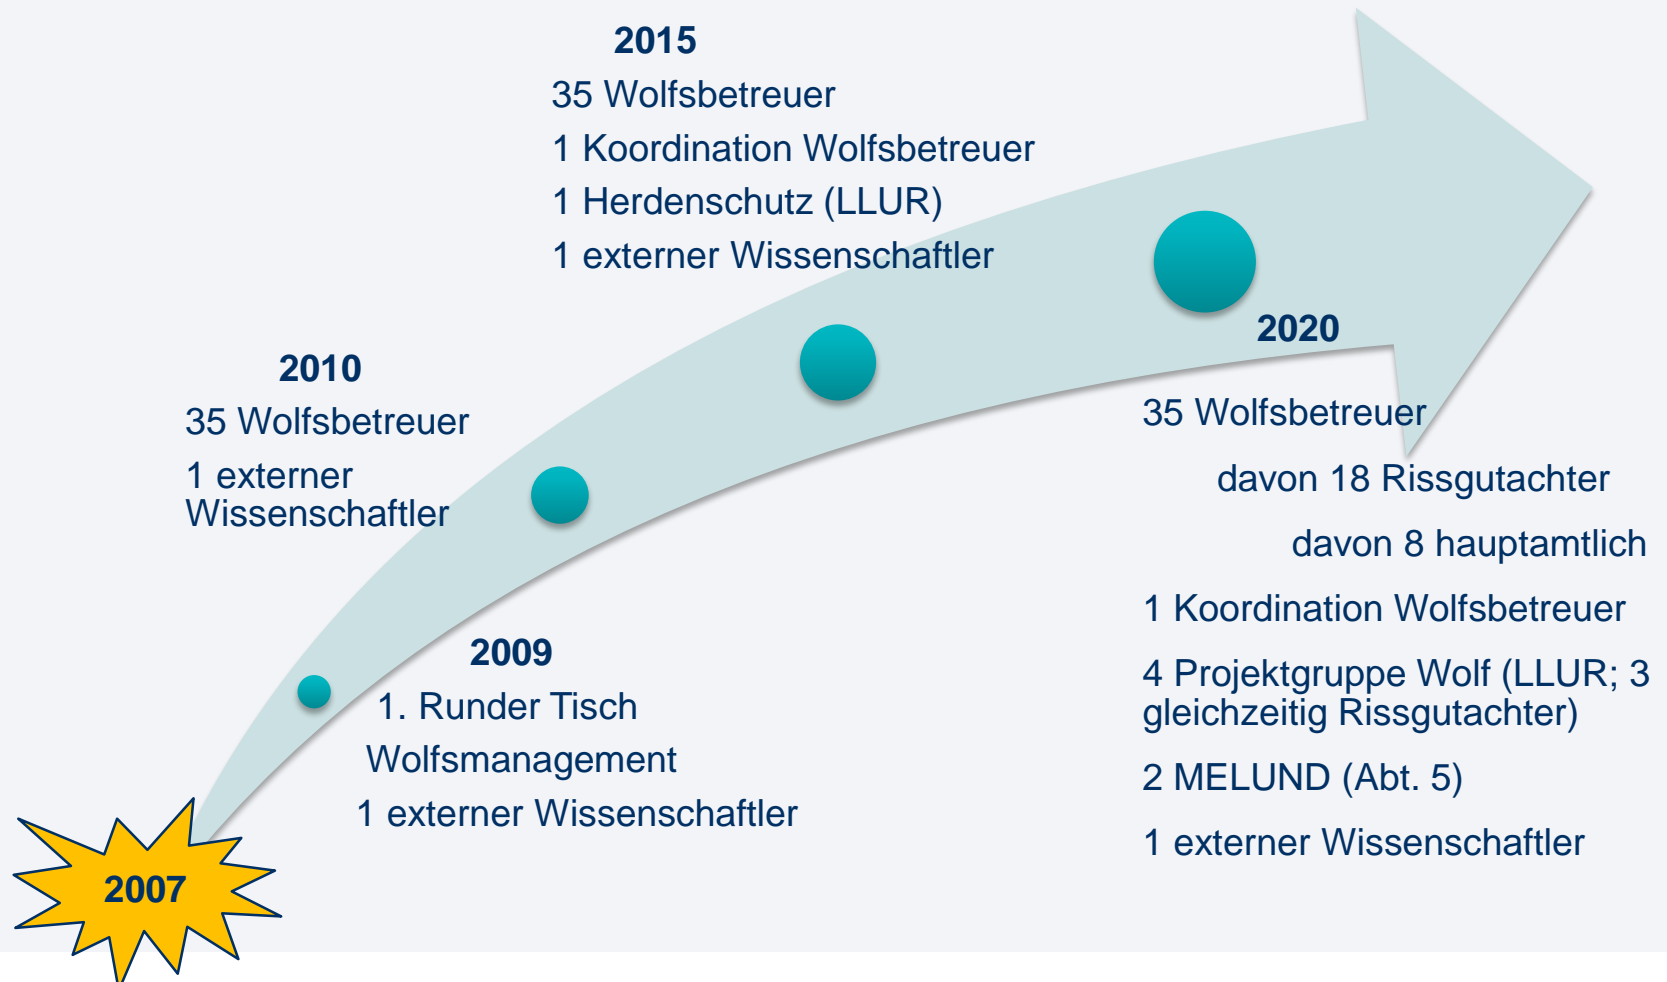 2015
35 Wolfsbetreuer
1 Koordination Wolfsbetreuer
1 Herdenschutz (LLUR)
1 externer Wissenschaftler
2010
35 Wolfsbetreuer
1 externer
Wissenschaftler
2020
35 Wolfsbetreuer
davon 18 Rissgutachter
davon 8 hauptamtlich
1 Koordination Wolfsbetreuer
4 Projektgruppe Wolf (LLUR; 3
gleichzeitig Rissgutachter)
2 MELUND (Abt. 5)
1 externer Wissenschaftler
2009
1. Runder Tisch
Wolfsmanagement
1 externer Wissenschaftler
2007